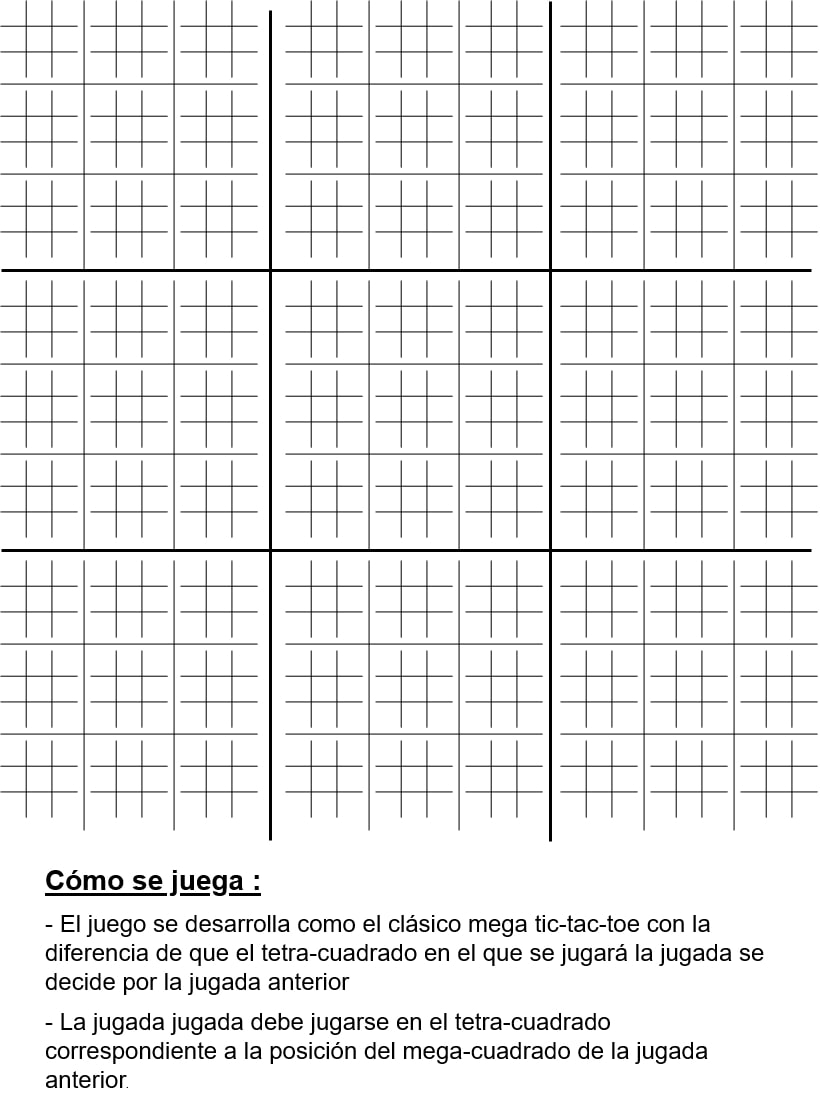 Cómo se juega :
- El juego se desarrolla como el clásico mega tic-tac-toe con la
diferencia de que el tetra-cuadrado en el que se jugará la jugada se
decide por la jugada anterior
- La jugada jugada debe jugarse en el tetra-cuadrado
correspondiente a la posición del mega-cuadrado de la jugada
anterior.